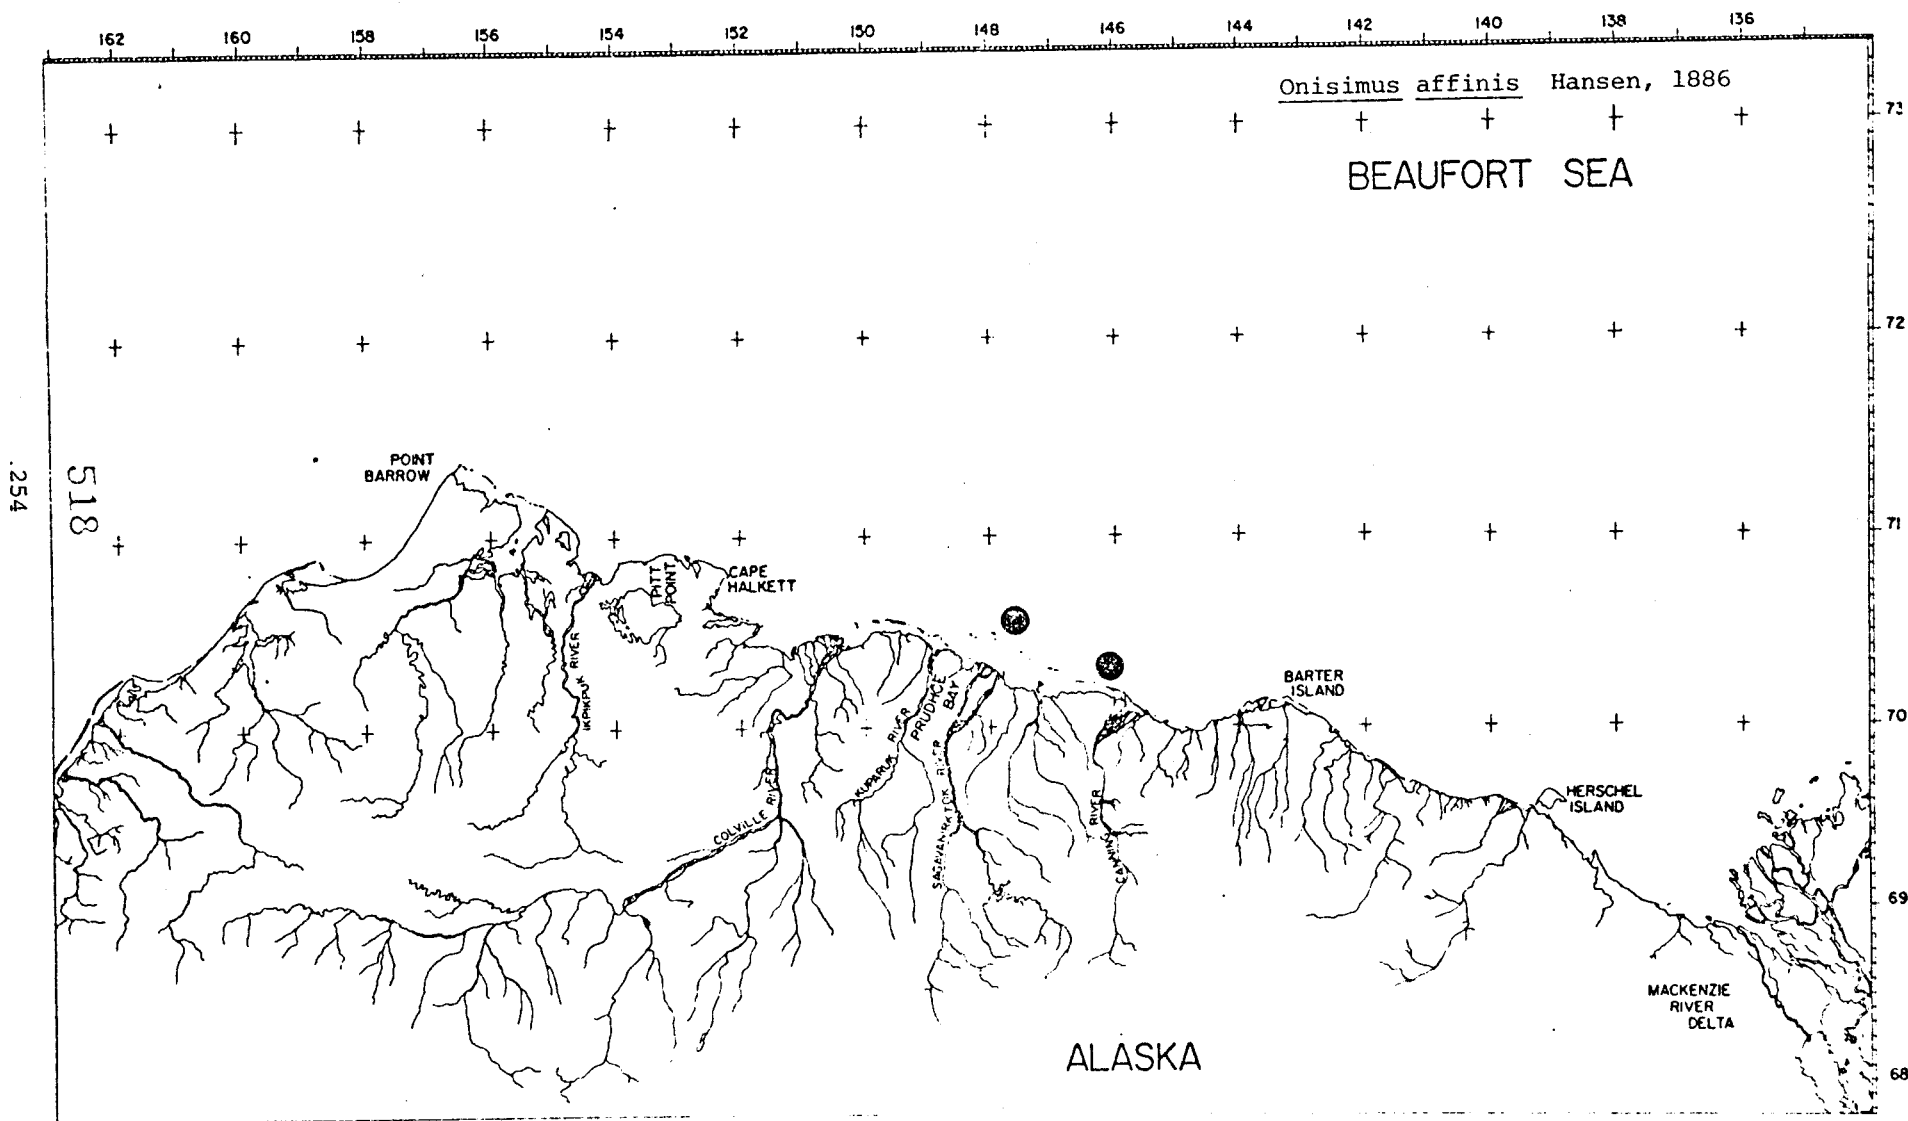 162 160 158 156 154 152 150 148 146 144 142 140 138 136
Onisimus affinis Hansen, 1886
73
BEAUFORT SEA
72
POINT
BARROW
.254
518
71
PITT
POINT
CAPE
HALKETT
IKPIKPUK RIVER
BARTER
ISLAND
PRUDHCE
BAY
70
KUPARUK RIVER
SAGAVANIRKTOK RIVER
COLVILLE RIVER
CANNING RIVER
HERSCHEL
ISLAND
69
MACKENZIE
RIVER
DELTA
ALASKA
68